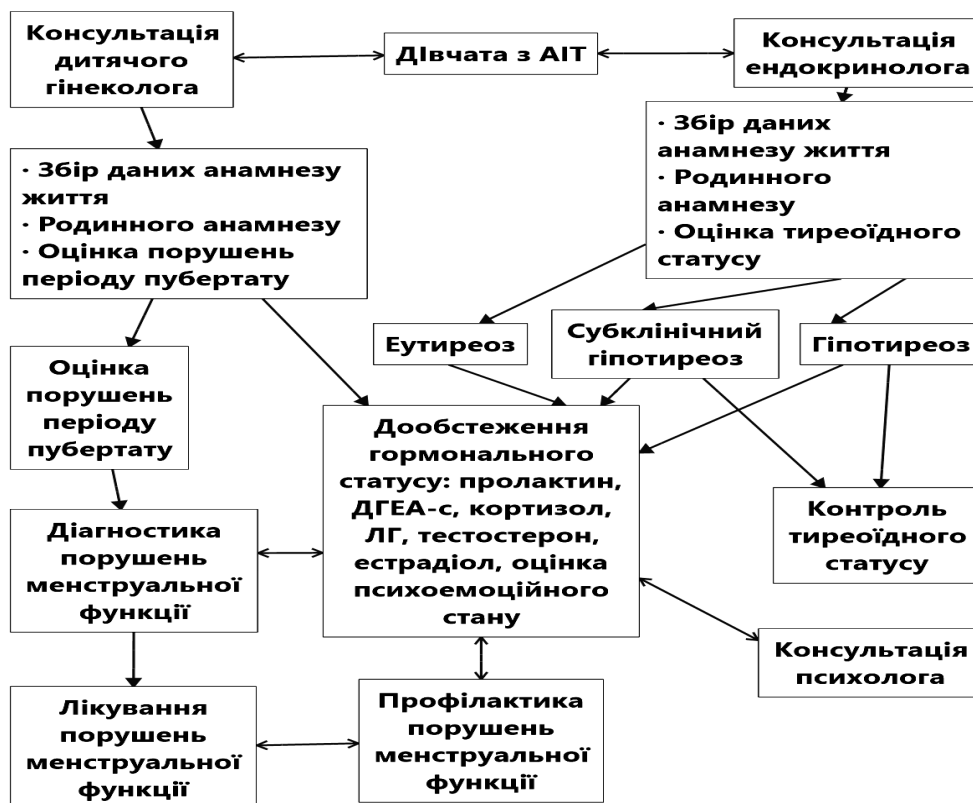 Консультація
дитячого
гінеколога
ДІвчата з АІТ
Консультація
ендокринолога
· Збір даних анамнезу
життя
· Родинного анамнезу
· Оцінка порушень
періоду пубертату
· Збір даних
анамнезу життя
· Родинного
анамнезу
· Оцінка тиреоїдного
статусу
Еутиреоз
Субклінічний
гіпотиреоз
Гіпотиреоз
Оцінка
порушень
періоду
пубертату
Дообстеження
гормонального
статусу: пролактин,
ДГЕА-с, кортизол,
ЛГ, тестостерон,
естрадіол, оцінка
психоемоційного
стану
Контроль
тиреоїдного
статусу
Діагностика
порушень
менструальної
функції
Консультація
психолога
Лікування
порушень
менструальної
функції
Профілактика
порушень
менструальної
функції